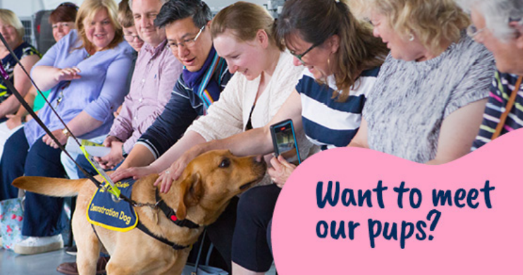 Demonstration Dog
Want to meet
our pups?